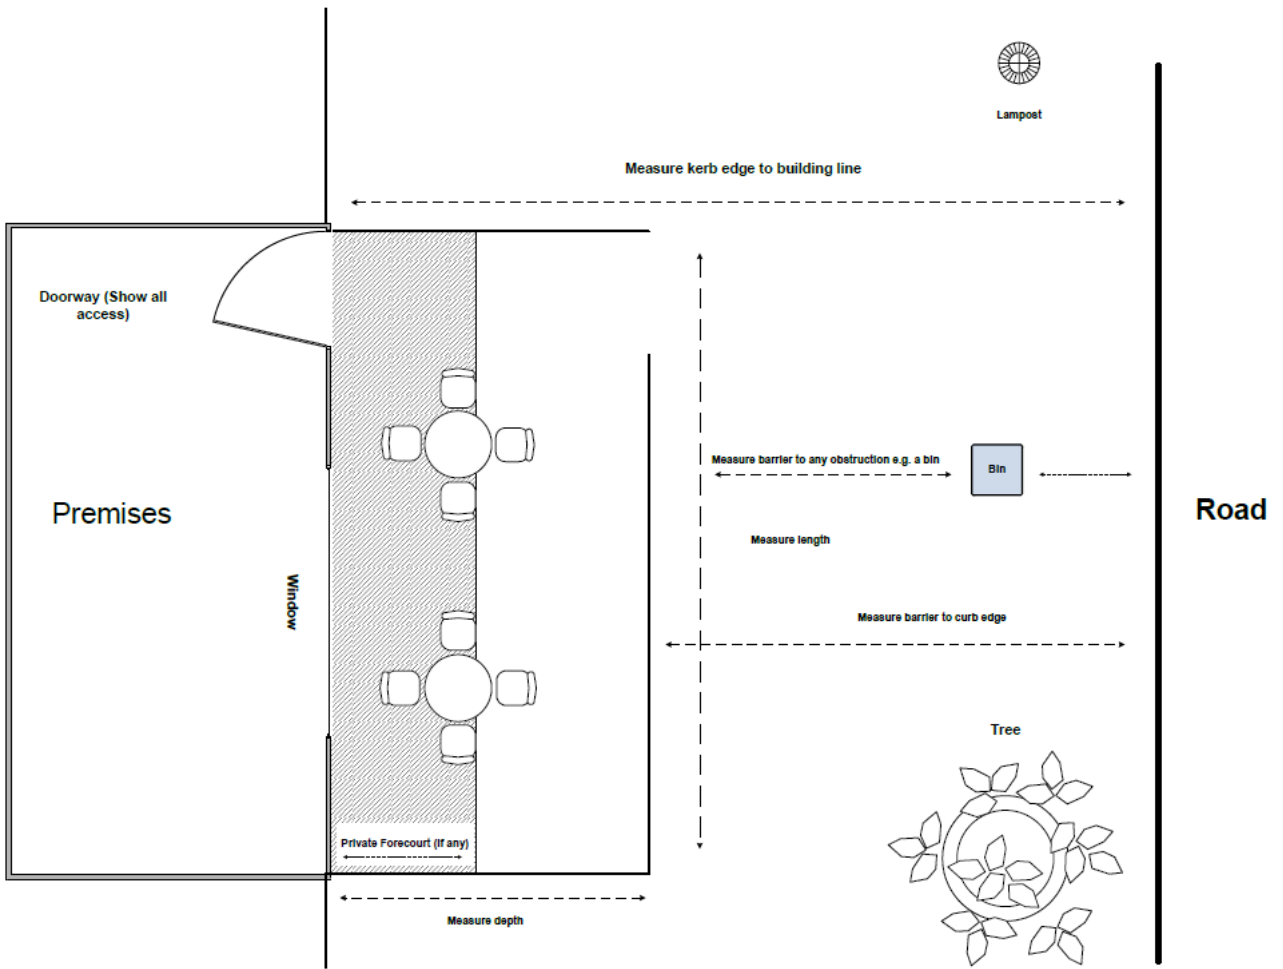 Lampost
Measure kerb edge to building line
Doorway (Show all
access)
Measure barrier to any obstruction e.g. a bin
Bin
Premises
Road
Measure length
Window
Measure barrier to curb edge
Tree
Private Forecourt (if any)
Measure depth